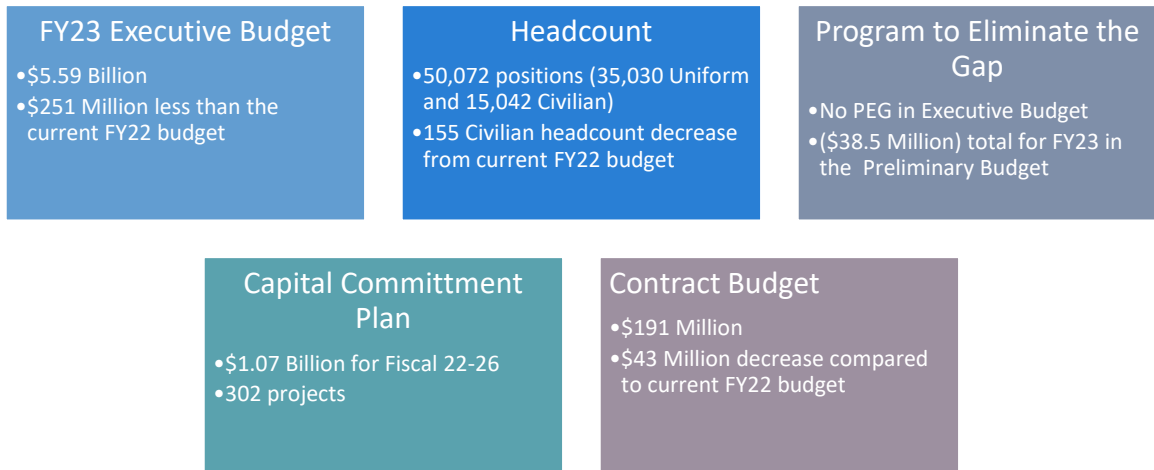 FY23 Executive Budget
•$5.59 Billion
•$251 Million less than the
current FY22 budget
Headcount
•50,072 positions (35,030 Uniform
and 15,042 Civilian)
•155 Civilian headcount decrease
from current FY22 budget
Program to Eliminate the
Gap
•No PEG in Executive Budget
•($38.5 Million) total for FY23 in
the Preliminary Budget
Capital Committment
Plan
•$1.07 Billion for Fiscal 22-26
•302 projects
Contract Budget
•$191 Million
•$43 Million decrease compared
to current FY22 budget